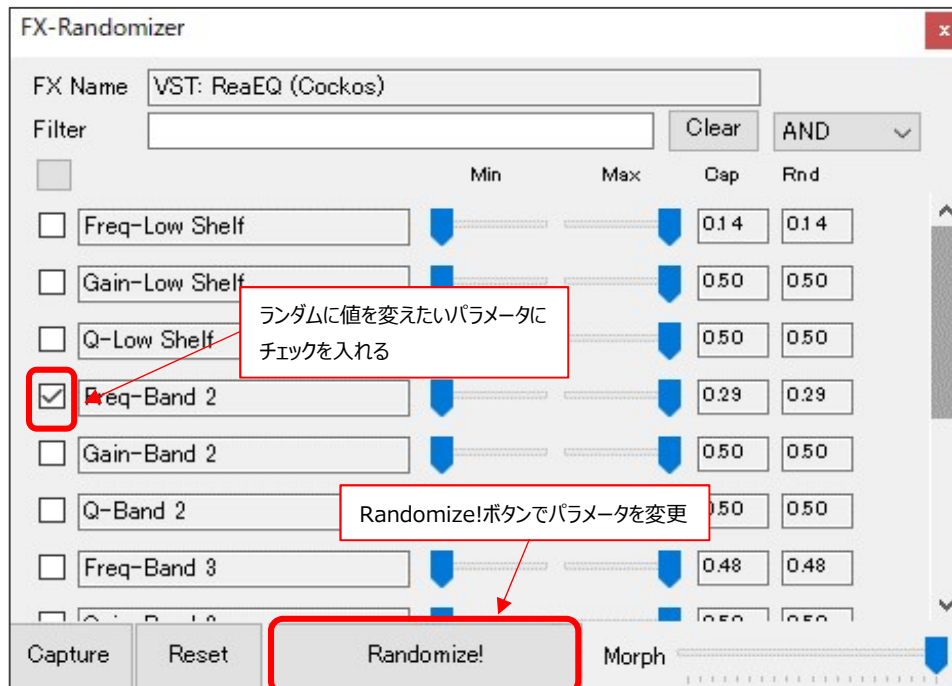 FX-Randomizer
x
FX Name VST: ReaEQ (Cockos)
Filter Clear AND
Min Max Cap Rnd
Freq-Low Shelf 0.14 0.14
Gain-Low Shelf 0.50 0.50
ランダムに値を変えたいパラメータに
チェックを入れる
Q-Low Shelf 0.50 0.50
Freq-Band 2 0.29 0.29
Gain-Band 2 0.50 0.50
Q-Band 2 0.50 0.50
Randomize!ボタンでパラメータを変更
Freq-Band 3 0.48 0.48
Capture Reset Randomize! Morph